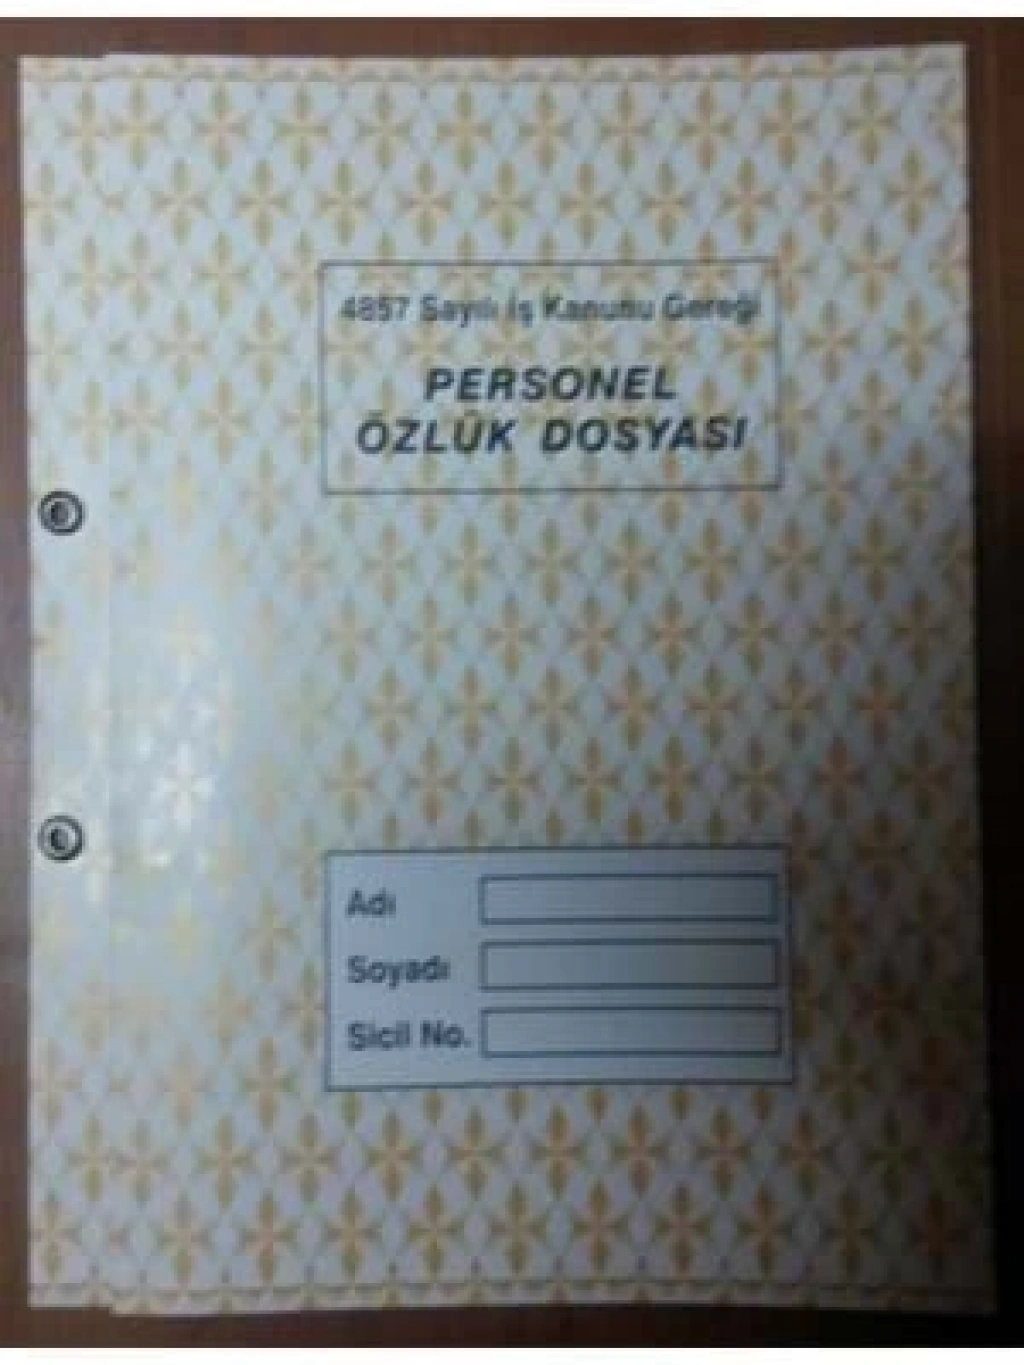 4857 Sayılı İş Kanunu Gereği
PERSONEL
ÖZLÜK DOSYASI
Adı
Soyadı
Sicil No.